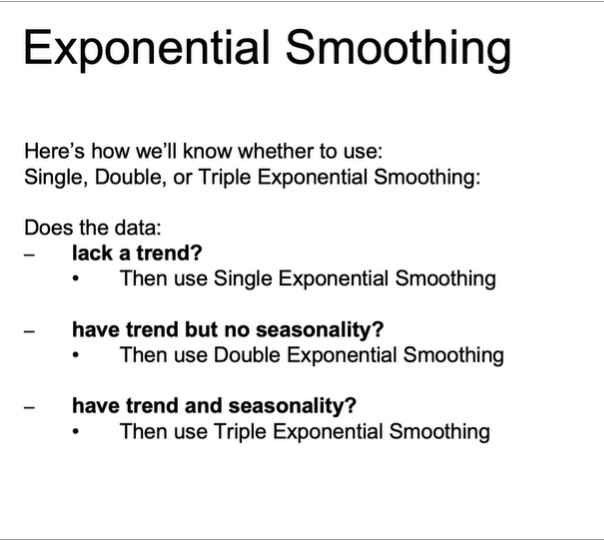 Exponential Smoothing
Here’s how we’ll know whether to use:
Single, Double, or Triple Exponential Smoothing:
Does the data:
– lack a trend?
• Then use Single Exponential Smoothing
– have trend but no seasonality?
• Then use Double Exponential Smoothing
– have trend and seasonality?
• Then use Triple Exponential Smoothing